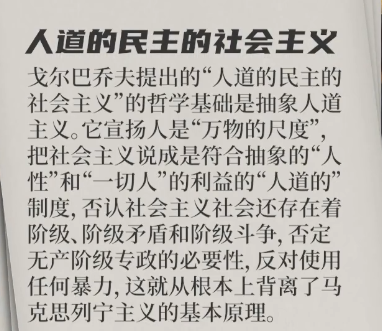 人道的民主的社会主义
戈尔巴乔夫提出的“人道的民主的
社会主义”的哲学基础是抽象人道
主义。它宣扬人是“万物的尺度”，
把社会主义说成是符合抽象的“人
性”和“一切人”的利益的“人道的”
制度，否认社会主义社会还存在着
阶级、阶级矛盾和阶级斗争，否定
无产阶级专政的必要性，反对使用
任何暴力，这就从根本上背离了马
克思列宁主义的基本原理。